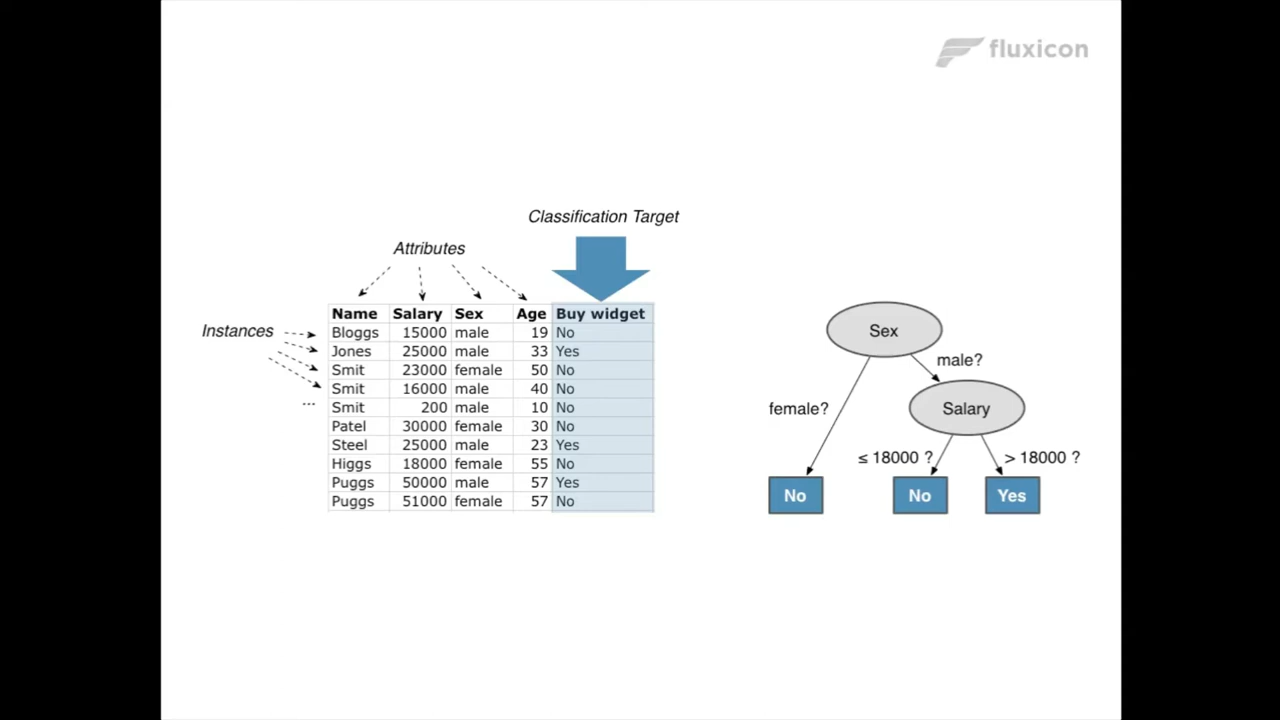 fluxicon
Classification Target
Attributes
Instances
...
Name Salary Sex Age Buy widget
Bloggs 15000 male 19 No
Jones 25000 male 33 Yes
Smit 23000 female 50 No
Smit 16000 male 40 No
Smit 200 male 10 No
Patel 30000 female 30 No
Steel 25000 male 23 Yes
Higgs 18000 female 55 No
Puggs 50000 male 57 Yes
Puggs 51000 female 57 No
Sex
male?
female?
Salary
≤ 18000 ? > 18000 ?
No No Yes